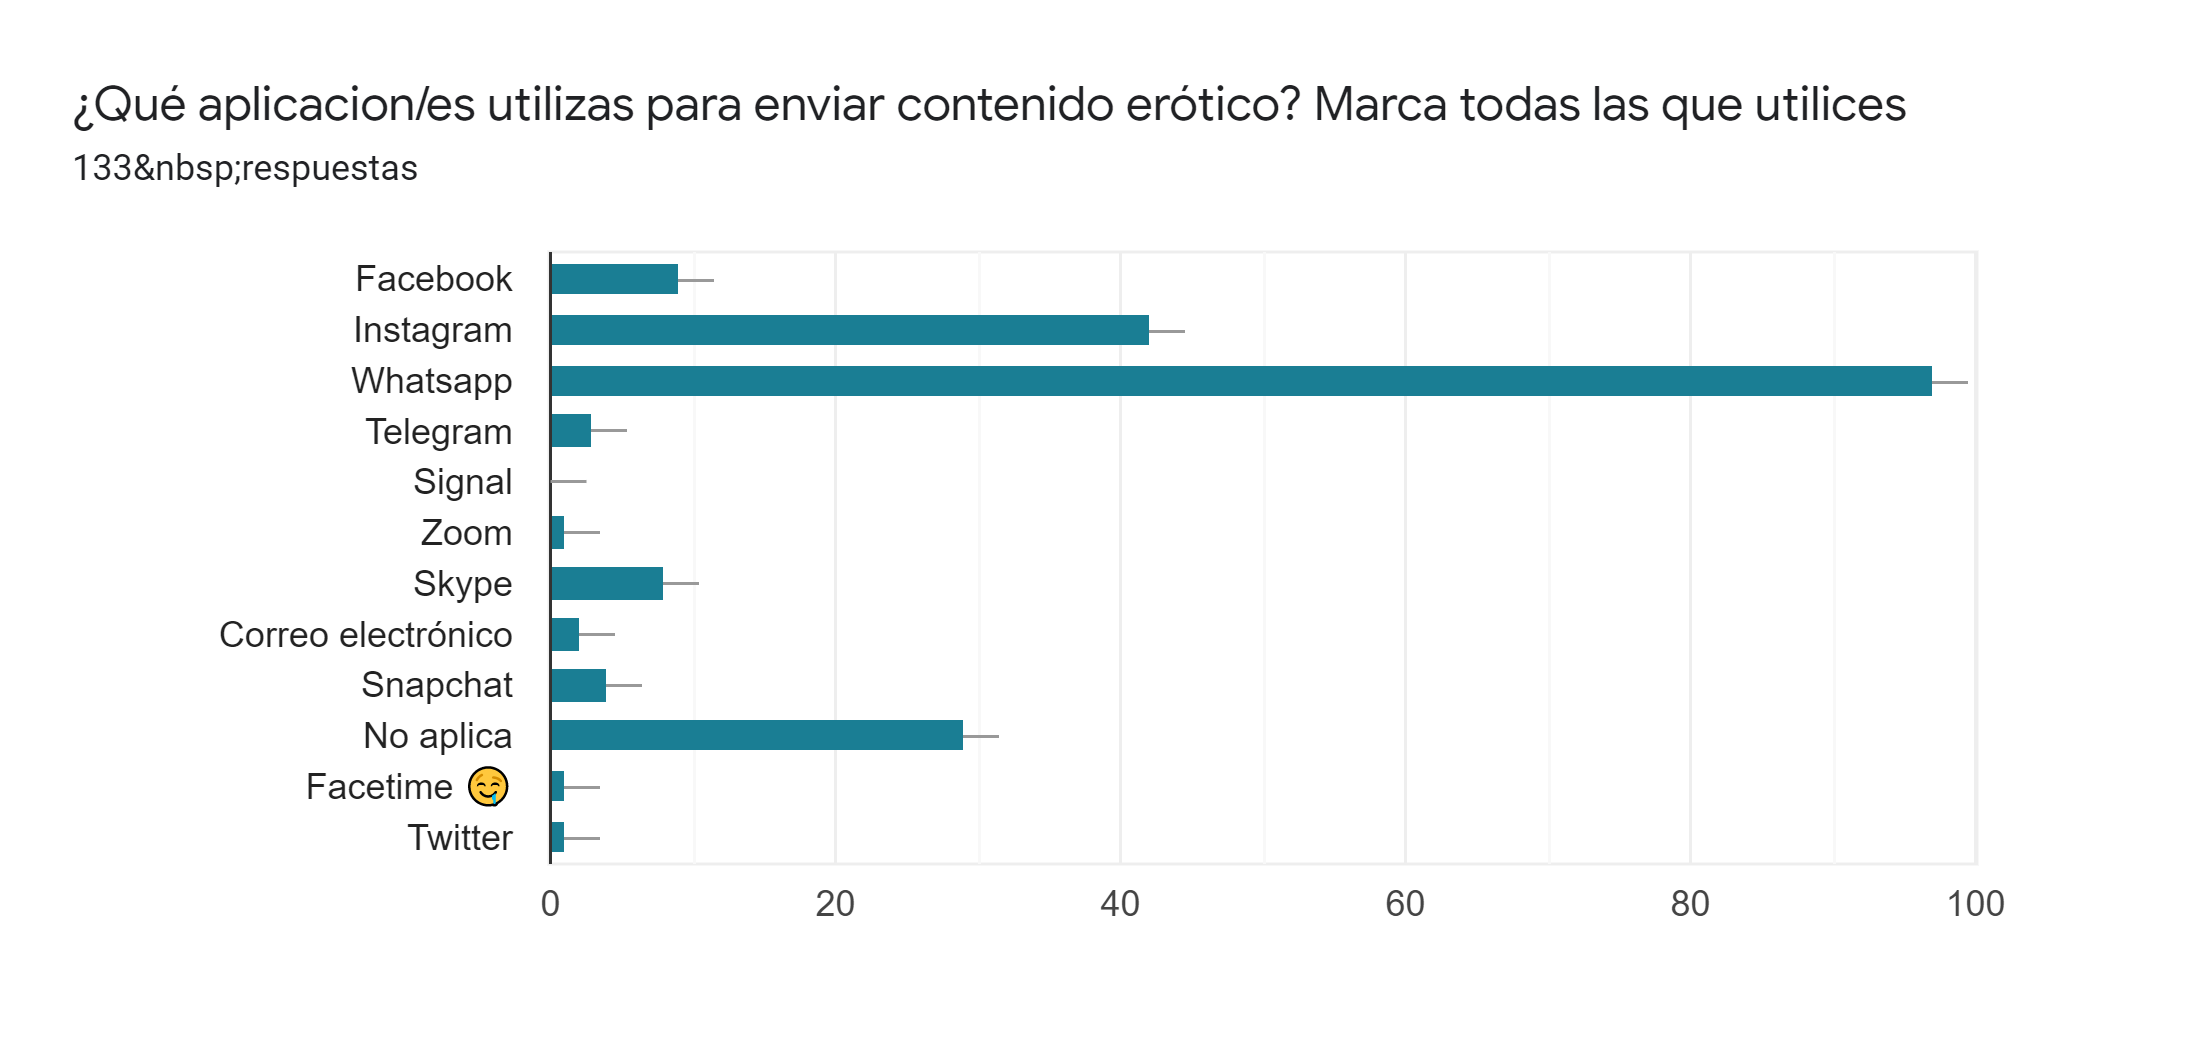 ¿Qué aplicacion/es utilizas para enviar contenido erótico? Marca todas las que utilices
133&nbsp;respuestas
Facebook
Instagram
Whatsapp
Telegram
Signal
Zoom
Skype
Correo electrónico
Snapchat
No aplica
Facetime 🤤
Twitter
0 20 40 60 80 100